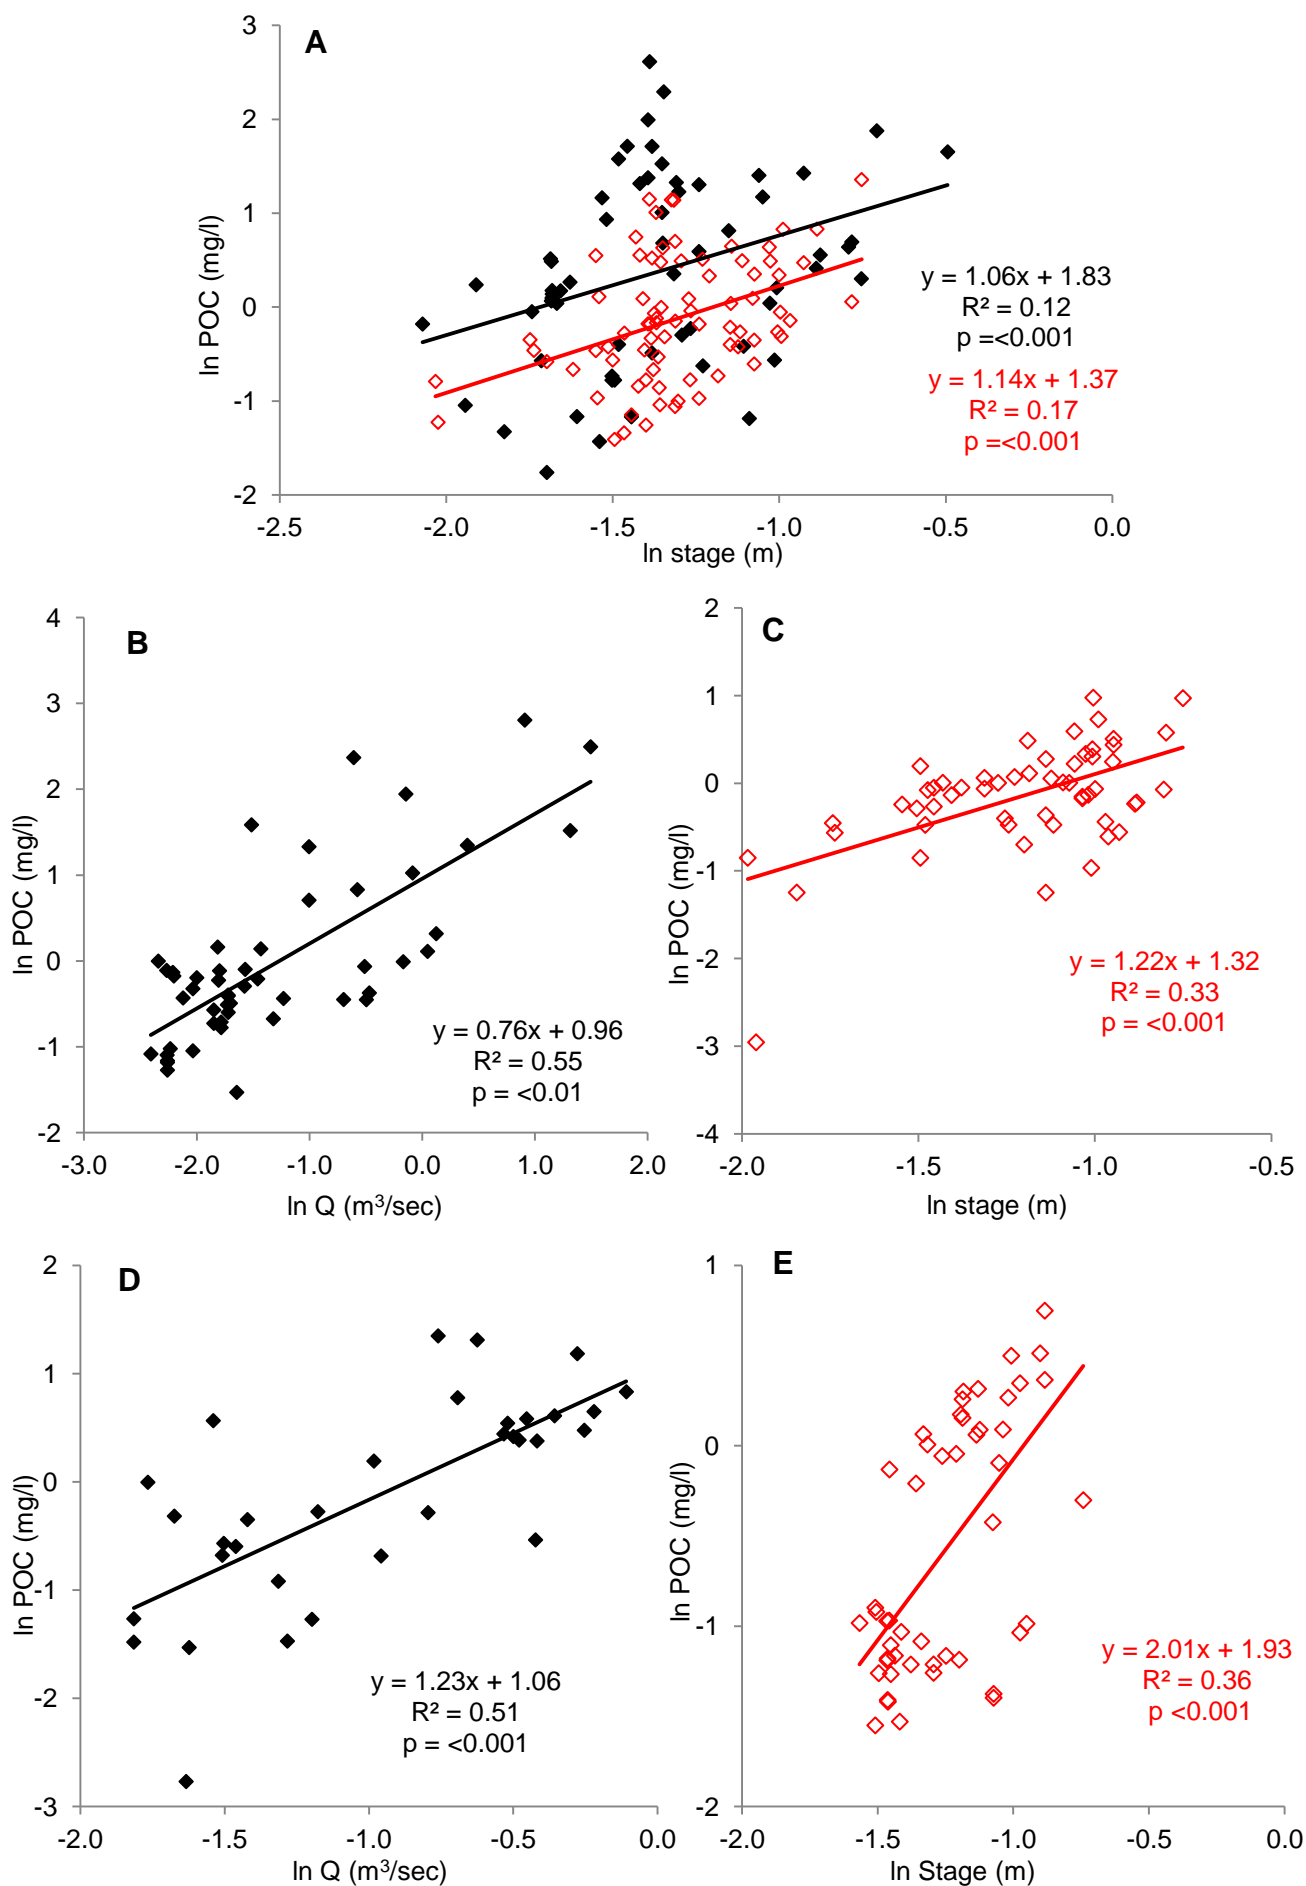 A
3
2
1
0
-1
-2
ln POC (mg/l)
-2.5
-2.0
-1.5
-1.0
-0.5
0.0
ln stage (m)
y = 1.06x + 1.83
R² = 0.12
p =<0.001
y = 1.14x + 1.37
R² = 0.17
p =<0.001
B
4
3
2
1
0
-1
-2
ln POC (mg/l)
-3.0
-2.0
-1.0
0.0
1.0
2.0
ln Q (m³/sec)
y = 0.76x + 0.96
R² = 0.55
p = <0.01
C
2
1
0
-1
-2
-3
-4
ln POC (mg/l)
-2.0
-1.5
-1.0
-0.5
ln stage (m)
y = 1.22x + 1.32
R² = 0.33
p = <0.001
D
2
1
0
-1
-2
-3
ln POC (mg/l)
-2.0
-1.5
-1.0
-0.5
0.0
ln Q (m³/sec)
y = 1.23x + 1.06
R² = 0.51
p = <0.001
E
1
0
-1
-2
ln POC (mg/l)
-2.0
-1.5
-1.0
-0.5
0.0
ln Stage (m)
y = 2.01x + 1.93
R² = 0.36
p <0.001